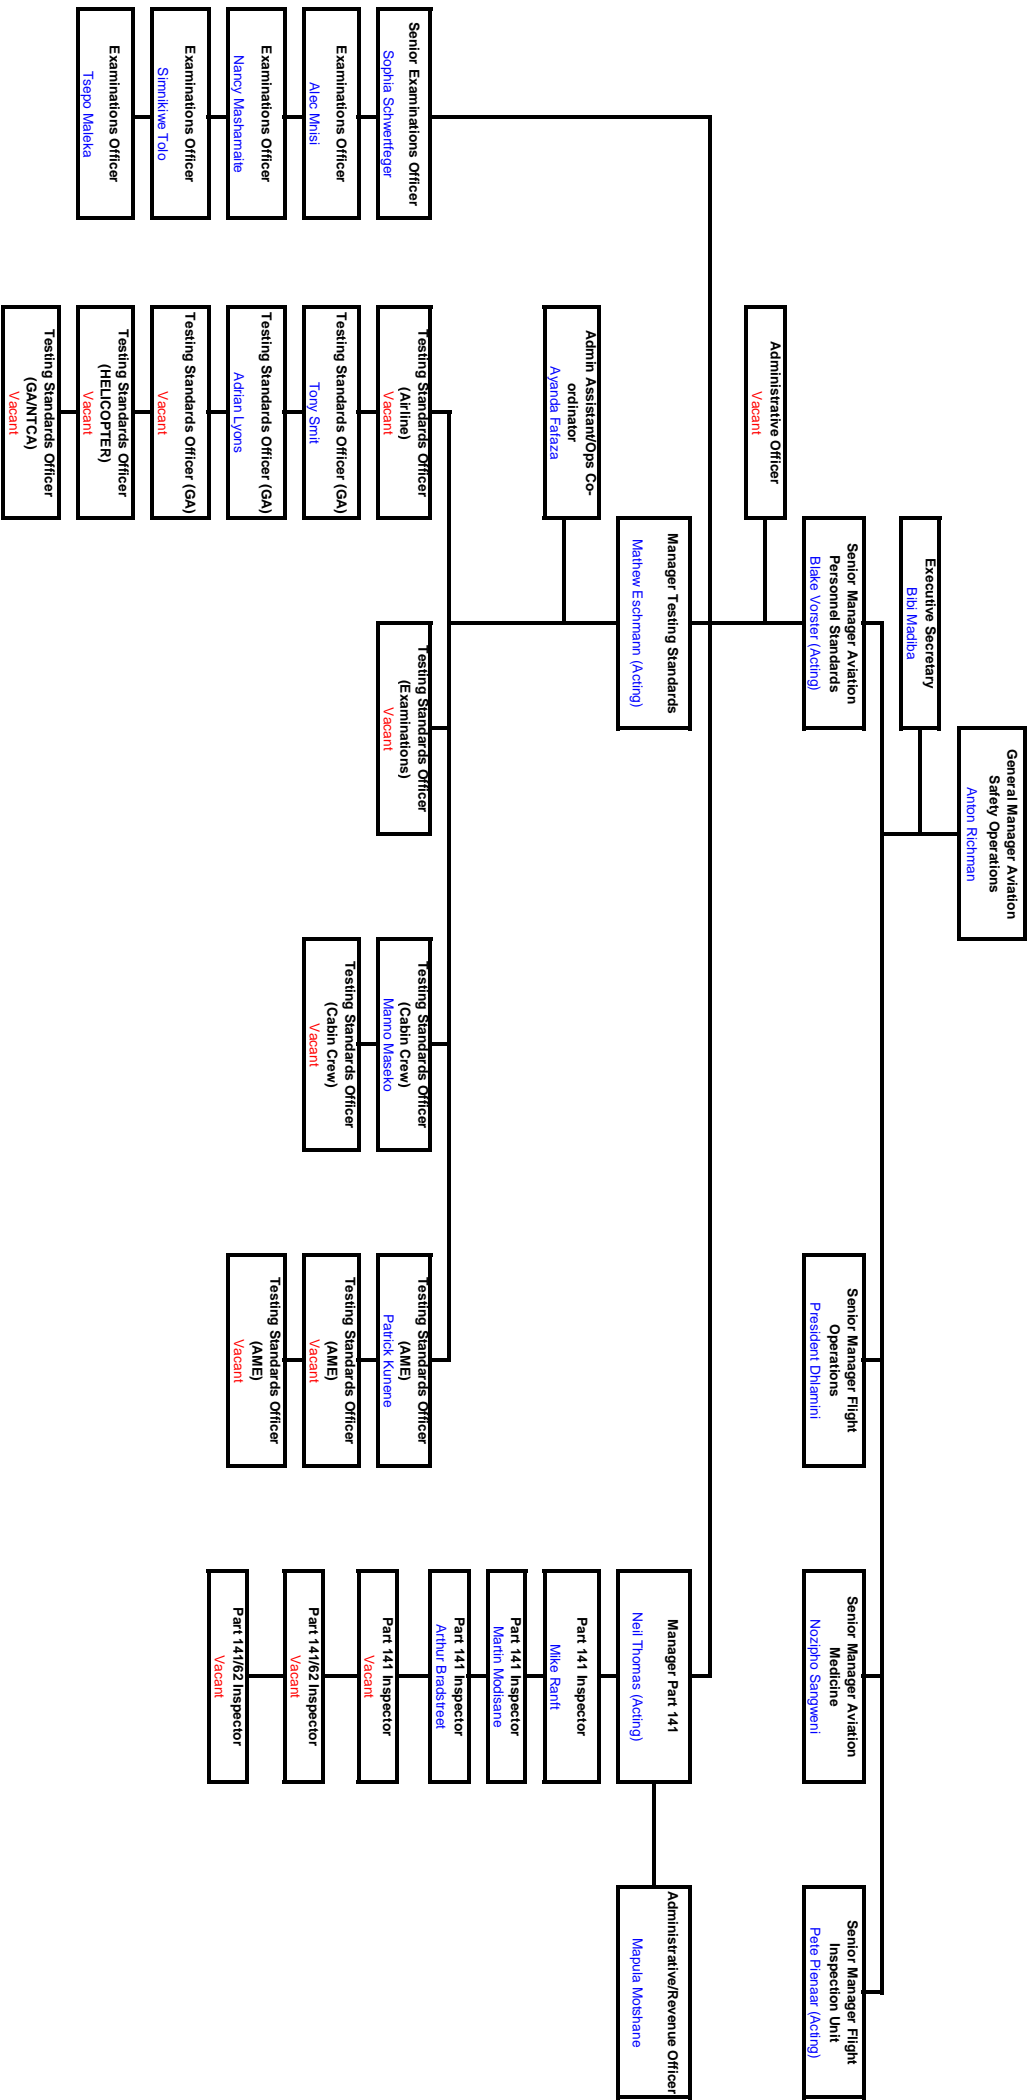 General Manager Aviation
Safety Operations
Anton Richman
Executive Secretary
Bibi Madiba
Senior Manager Aviation
Personnel Standards
Blake Vorster (Acting)
Senior Manager Flight
Operations
President Dhlamini
Senior Manager Aviation
Medicine
Nozipho Sangweni
Senior Manager Flight
Inspection Unit
Pete Pienaar (Acting)
Administrative Officer
Vacant
Manager Testing Standards
Mathew Eschmann (Acting)
Manager Part 141
Neil Thomas (Acting)
Administrative/Revenue Officer
Mapula Motshane
Admin Assistant/Ops Co-
ordinator
Ayanda Fafaza
Part 141 Inspector
Mike Ranft
Part 141 Inspector
Martin Modisane
Part 141 Inspector
Arthur Bradstreet
Part 141 Inspector
Vacant
Part 141/62 Inspector
Vacant
Part 141/62 Inspector
Vacant
Senior Examinations Officer
Sophia Schwertfeger
Examinations Officer
Alec Mnisi
Examinations Officer
Nancy Mashamaite
Examinations Officer
Simnikiwe Tolo
Examinations Officer
Tsepo Maleka
Testing Standards Officer
(Airline)
Vacant
Testing Standards Officer (GA)
Tony Smit
Testing Standards Officer (GA)
Adrian Lyons
Testing Standards Officer (GA)
Vacant
Testing Standards Officer
(HELICOPTER)
Vacant
Testing Standards Officer
(GA/NTCA)
Vacant
Testing Standards Officer
(Examinations)
Vacant
Testing Standards Officer
(Cabin Crew)
Manno Maseko
Testing Standards Officer
(Cabin Crew)
Vacant
Testing Standards Officer
(AME)
Patrick Kunene
Testing Standards Officer
(AME)
Vacant
Testing Standards Officer
(AME)
Vacant